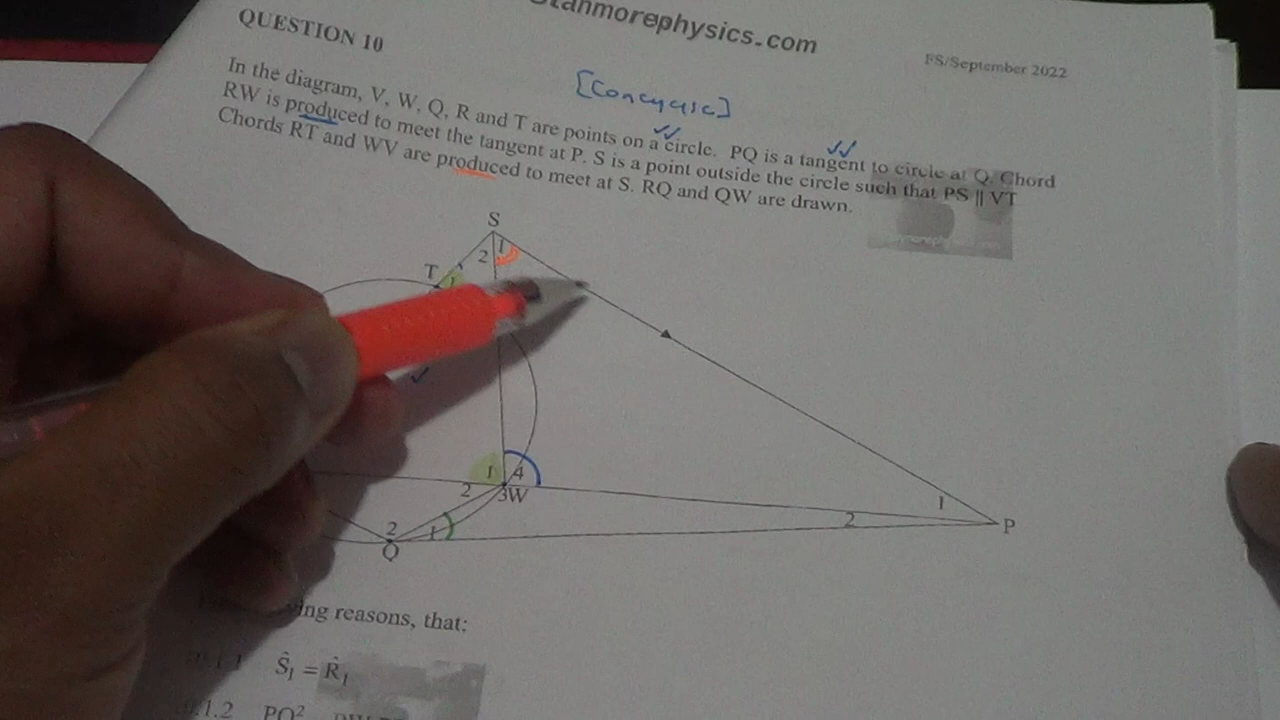 Stanmorephysics.com
QUESTION 10
FS/September 2022
[Concyclic]
In the diagram, V, W, Q, R and T are points on a circle. PQ is a tangent to circle at Q. Chord
RW is produced to meet the tangent at P. S is a point outside the circle such that PS || VT
Chords RT and WV are produced to meet at S. RQ and QW are drawn.
S
1
2
T
1
1 4
2 3W
1
2
P
2
1
Q
ing reasons, that:
Ŝ1 = R̂1
.1.2 PQ²